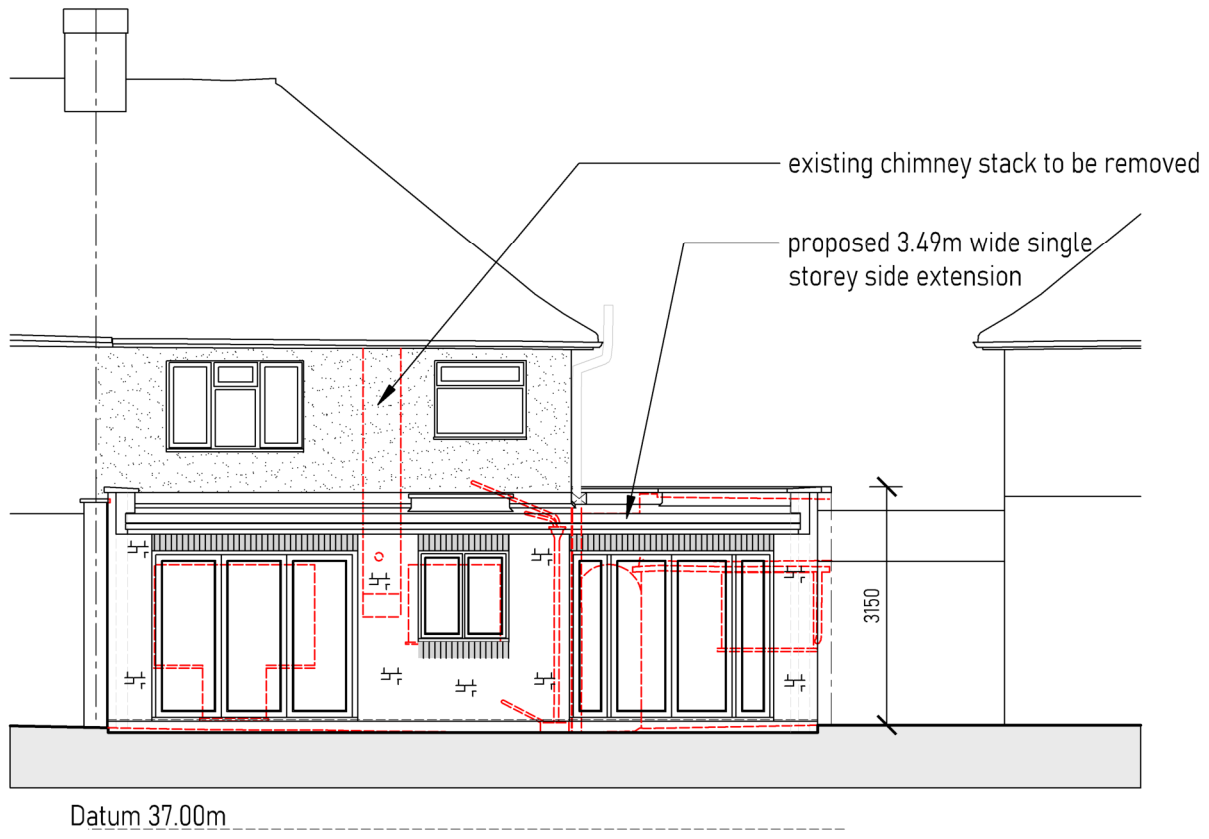 existing chimney stack to be removed
proposed 3.49m wide single
storey side extension
3150
Datum 37.00m